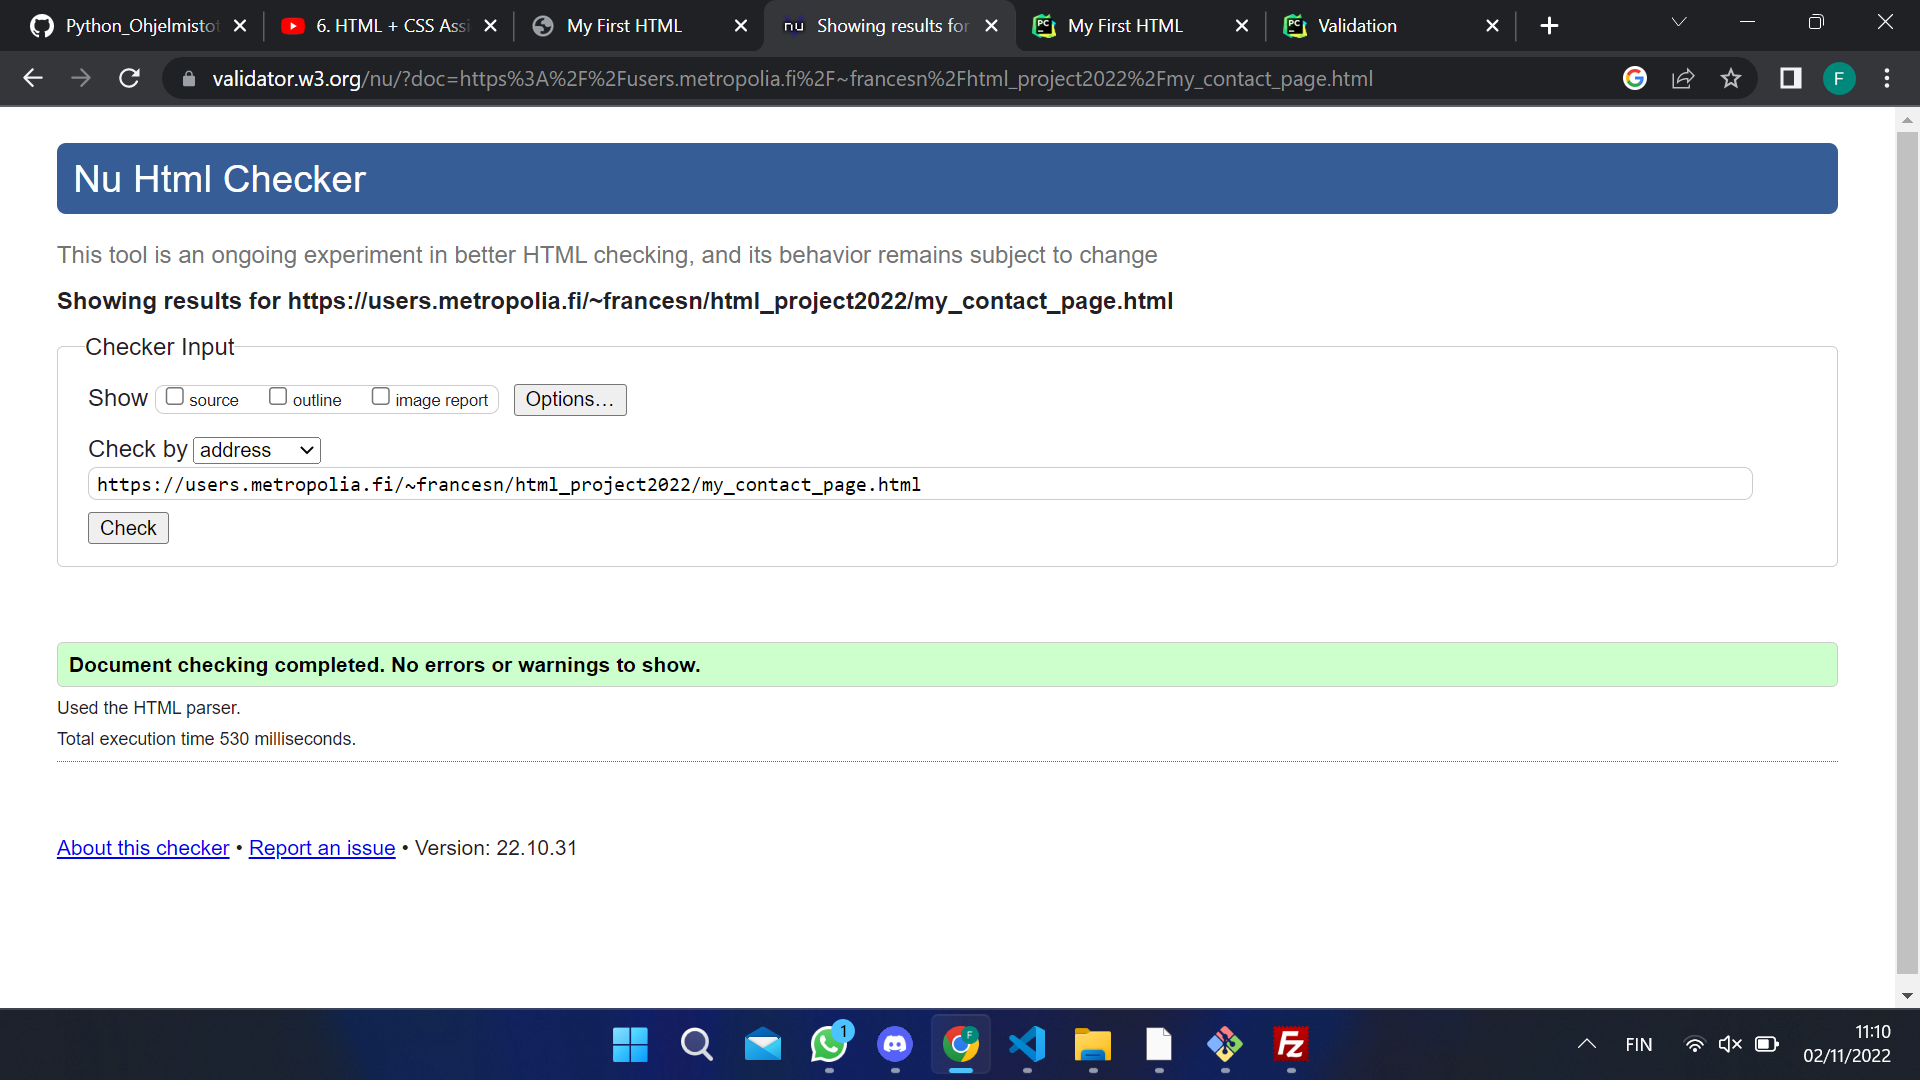 Python_Ohjelmistot
6. HTML + CSS Assi
My First HTML
nu
Showing results for
PC
My First HTML
PC
Validation
validator.w3.org/nu/?doc=https%3A%2F%2Fusers.metropolia.fi%2F~francesn%2Fhtml_project2022%2Fmy_contact_page.html
G
F
Nu Html Checker
This tool is an ongoing experiment in better HTML checking, and its behavior remains subject to change
Showing results for https://users.metropolia.fi/~francesn/html_project2022/my_contact_page.html
Checker Input
Show source outline image report Options…
Check by address
https://users.metropolia.fi/~francesn/html_project2022/my_contact_page.html
Check
Document checking completed. No errors or warnings to show.
Used the HTML parser.
Total execution time 530 milliseconds.
About this checker • Report an issue • Version: 22.10.31
1
F
Fz
FIN
11:10
02/11/2022